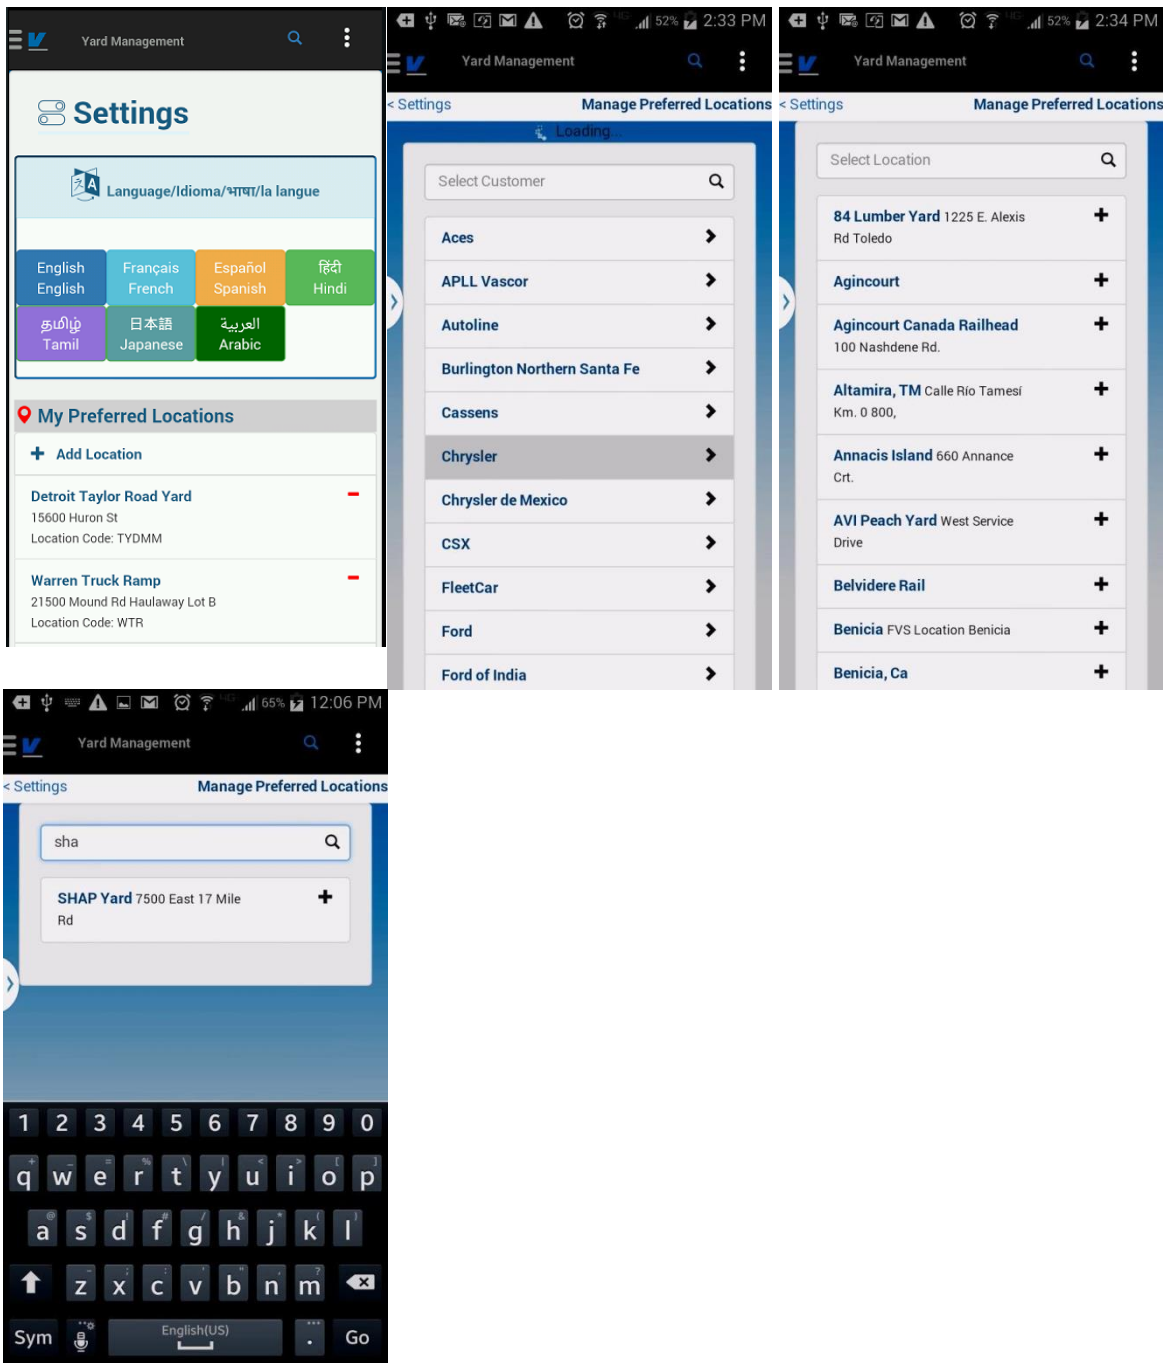 Yard Management
Settings
Language/Idioma/भाषा/la langue
English
English
Français
French
Español
Spanish
हिंदी
Hindi
தமிழ்
Tamil
日本語
Japanese
العربية
Arabic
My Preferred Locations
Add Location
Detroit Taylor Road Yard
15600 Huron St
Location Code: TYDMM
Warren Truck Ramp
21500 Mound Rd Haulaway Lot B
Location Code: WTR
52% 2:33 PM
Yard Management
< Settings Manage Preferred Locations
Loading...
Select Customer
Aces
APLL Vascor
Autoline
Burlington Northern Santa Fe
Cassens
Chrysler
Chrysler de Mexico
CSX
FleetCar
Ford
Ford of India
52% 2:34 PM
Yard Management
< Settings Manage Preferred Locations
Select Location
84 Lumber Yard 1225 E. Alexis
Rd Toledo
Agincourt
Agincourt Canada Railhead
100 Nashdene Rd.
Altamira, TM Calle Río Tamesí
Km. 0 800,
Annacis Island 660 Annance
Crt.
AVI Peach Yard West Service
Drive
Belvidere Rail
Benicia FVS Location Benicia
Benicia, Ca
65% 12:06 PM
Yard Management
< Settings Manage Preferred Locations
sha
SHAP Yard 7500 East 17 Mile
Rd
1 2 3 4 5 6 7 8 9 0
q w e r t y u i o p
a s d f g h j k l
z x c v b n m
Sym English(US) . Go